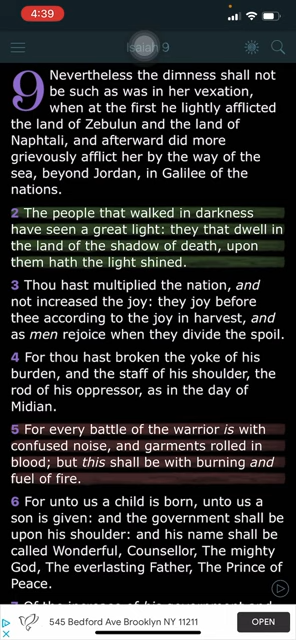 4:39
Isaiah 9
9 Nevertheless the dimness shall not
be such as was in her vexation,
when at the first he lightly afflicted
the land of Zebulun and the land of
Naphtali, and afterward did more
grievously afflict her by the way of the
sea, beyond Jordan, in Galilee of the
nations.
2 The people that walked in darkness
have seen a great light: they that dwell in
the land of the shadow of death, upon
them hath the light shined.
3 Thou hast multiplied the nation, and
not increased the joy: they joy before
thee according to the joy in harvest, and
as men rejoice when they divide the spoil.
4 For thou hast broken the yoke of his
burden, and the staff of his shoulder, the
rod of his oppressor, as in the day of
Midian.
5 For every battle of the warrior is with
confused noise, and garments rolled in
blood; but this shall be with burning and
fuel of fire.
6 For unto us a child is born, unto us a
son is given: and the government shall be
upon his shoulder: and his name shall be
called Wonderful, Counsellor, The mighty
God, The everlasting Father, The Prince of
Peace.
7 Of the increase of his government and
545 Bedford Ave Brooklyn NY 11211
OPEN